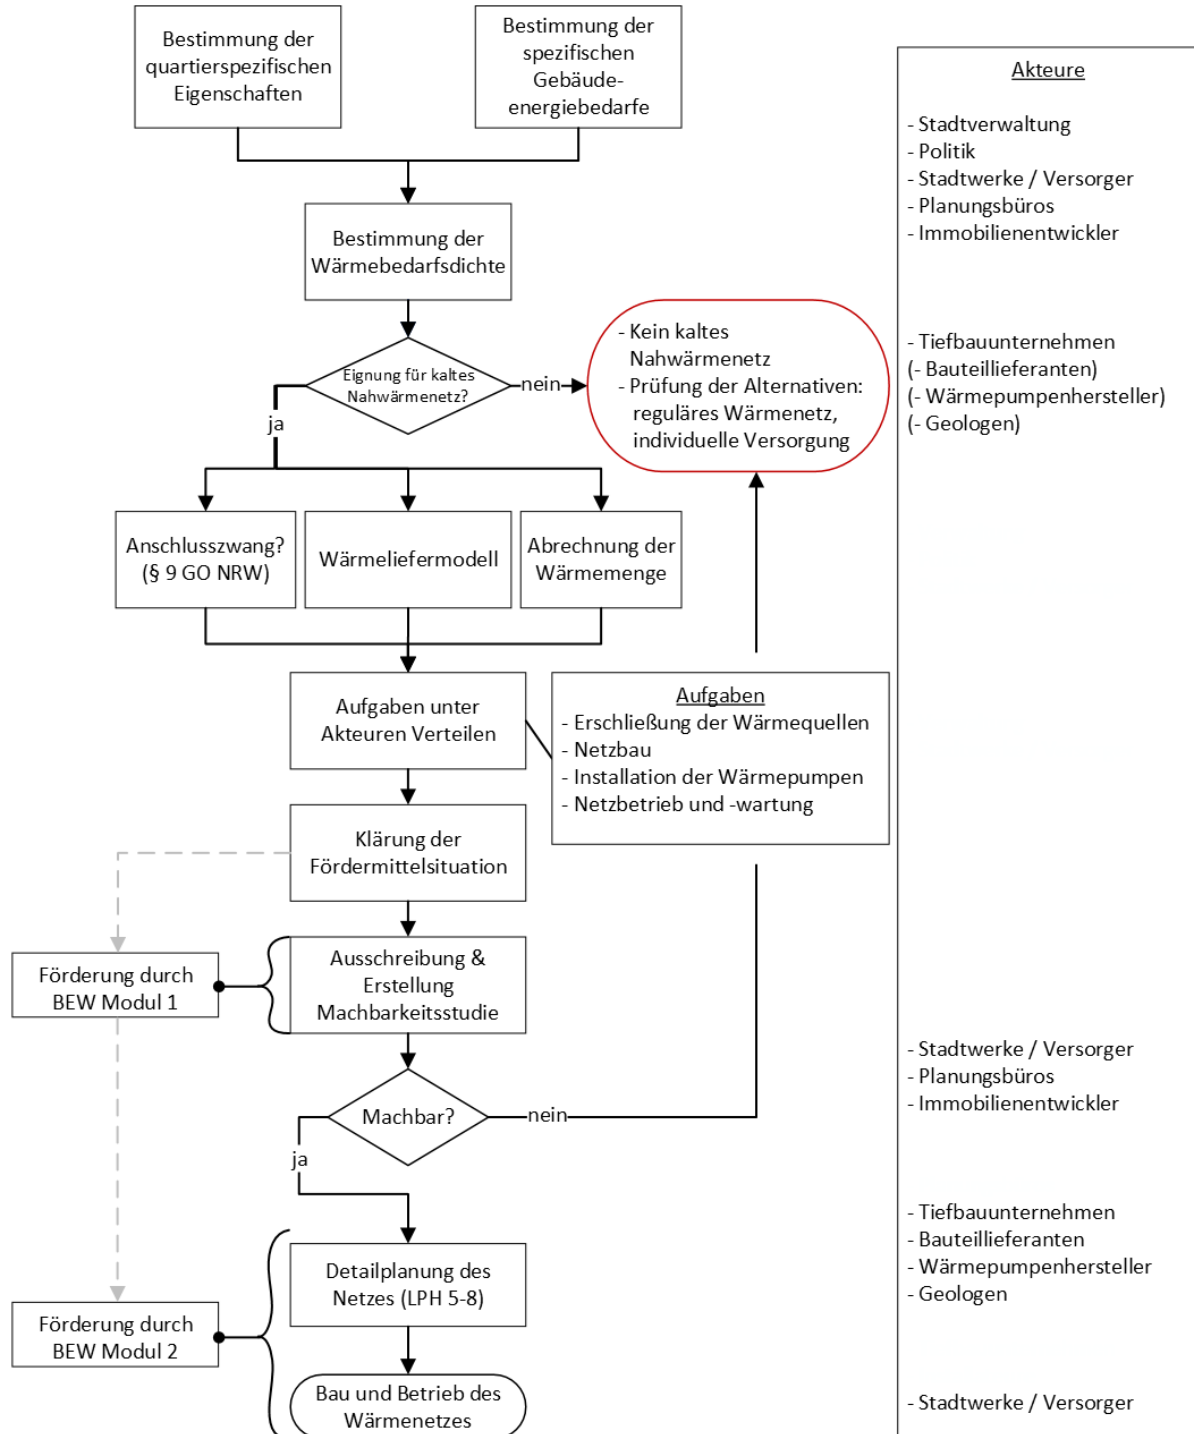 Bestimmung der
quartierspezifischen
Eigenschaften
Bestimmung der
spezifischen
Gebäude-
energiebedarfe
Bestimmung der
Wärmebedarfsdichte
Eignung für kaltes
Nahwärmenetz?
nein
ja
- Kein kaltes
Nahwärmenetz
- Prüfung der Alternativen:
reguläres Wärmenetz,
individuelle Versorgung
Anschlusszwang?
(§ 9 GO NRW)
Wärmeliefermodell
Abrechnung der
Wärmemenge
Aufgaben unter
Akteuren Verteilen
Aufgaben
- Erschließung der Wärmequellen
- Netzbau
- Installation der Wärmepumpen
- Netzbetrieb und -wartung
Klärung der
Fördermittelsituation
Förderung durch
BEW Modul 1
Ausschreibung &
Erstellung
Machbarkeitsstudie
Machbar?
nein
ja
Detailplanung des
Netzes (LPH 5-8)
Förderung durch
BEW Modul 2
Bau und Betrieb des
Wärmenetzes
Akteure
- Stadtverwaltung
- Politik
- Stadtwerke / Versorger
- Planungsbüros
- Immobilienentwickler
- Tiefbauunternehmen
(- Bauteillieferanten)
(- Wärmepumpenhersteller)
(- Geologen)
- Stadtwerke / Versorger
- Planungsbüros
- Immobilienentwickler
- Tiefbauunternehmen
- Bauteillieferanten
- Wärmepumpenhersteller
- Geologen
- Stadtwerke / Versorger